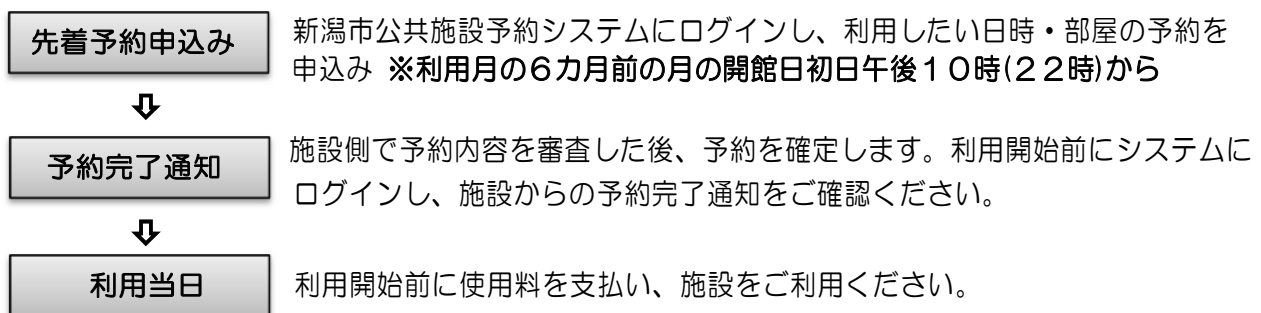 先着予約申込み
新潟市公共施設予約システムにログインし、利用したい日時・部屋の予約を
申込み ※利用月の6カ月前の月の開館日初日午後10時(22時)から
⇩
予約完了通知
施設側で予約内容を審査した後、予約を確定します。利用開始前にシステムに
ログインし、施設からの予約完了通知をご確認ください。
⇩
利用当日
利用開始前に使用料を支払い、施設をご利用ください。